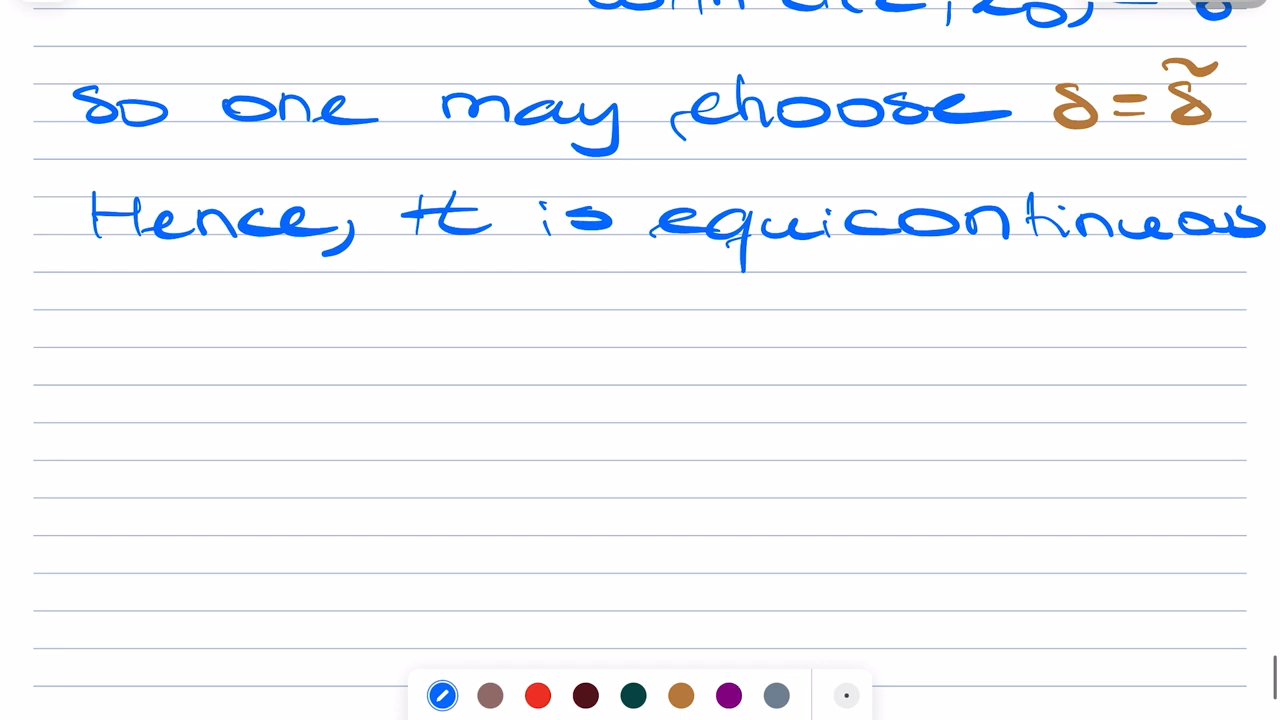 so one may choose δ = δ̃
Hence, H is equicontinuous